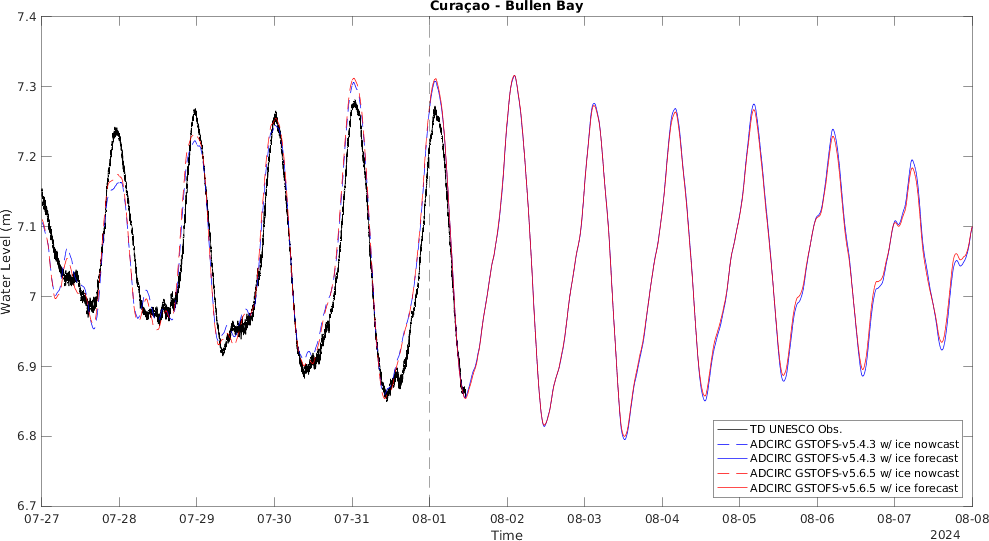 Curaçao - Bullen Bay
7.4
7.3
7.2
7.1
7
6.9
6.8
6.7
Water Level (m)
TD UNESCO Obs.
ADCIRC GSTOFS-v5.4.3 w/ ice nowcast
ADCIRC GSTOFS-v5.4.3 w/ ice forecast
ADCIRC GSTOFS-v5.6.5 w/ ice nowcast
ADCIRC GSTOFS-v5.6.5 w/ ice forecast
07-27 07-28 07-29 07-30 07-31 08-01 08-02 08-03 08-04 08-05 08-06 08-07 08-08
Time
2024